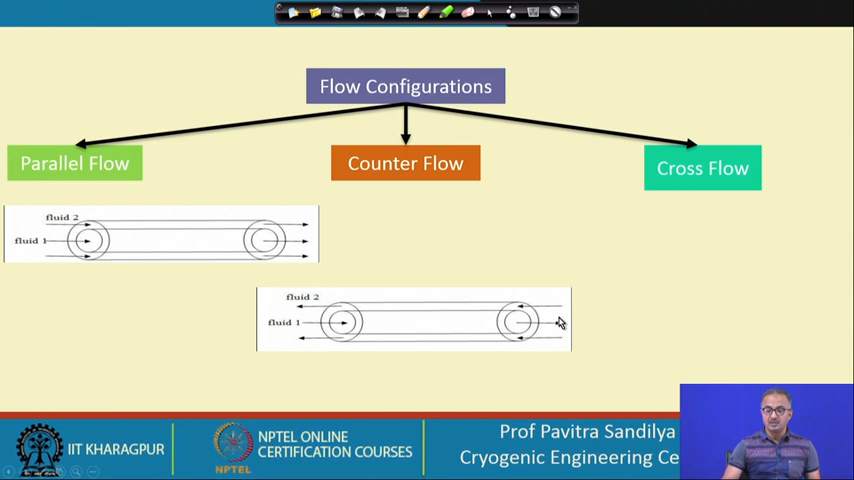 Flow Configurations
Parallel Flow
Counter Flow
Cross Flow
fluid 2
fluid 1
fluid 2
fluid 1
IIT KHARAGPUR
NPTEL
NPTEL ONLINE
CERTIFICATION COURSES
Prof Pavitra Sandilya
Cryogenic Engineering Ce